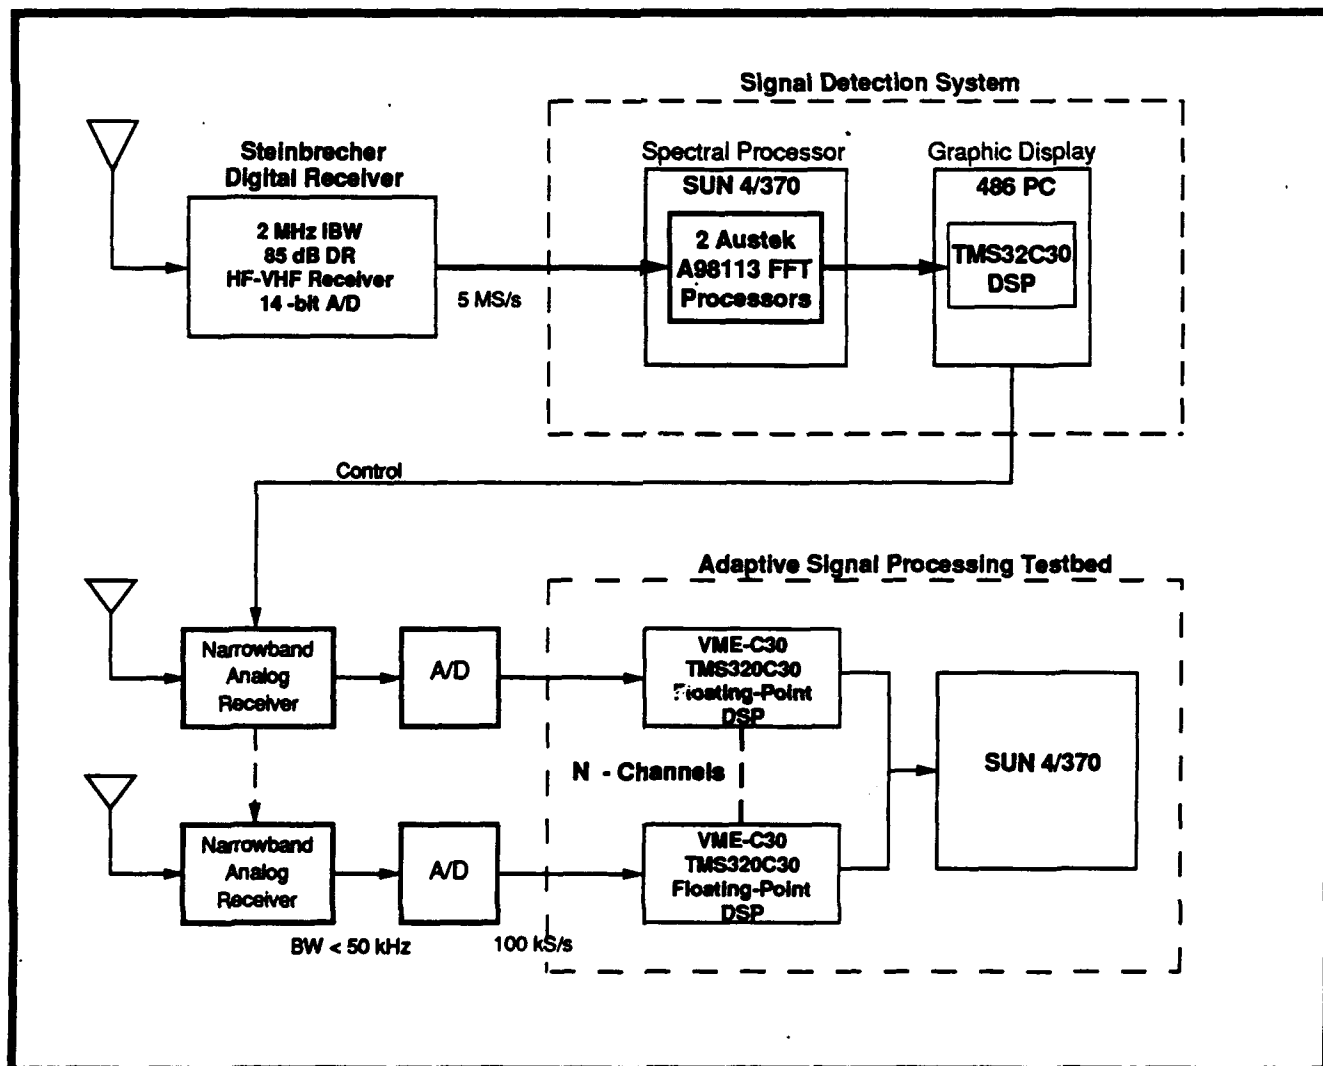 Signal Detection System
Steinbrecher
Digital Receiver
2 MHz IBW
85 dB DR
HF-VHF Receiver
14 -bit A/D
5 MS/s
Spectral Processor
SUN 4/370
2 Austek
A98113 FFT
Processors
Graphic Display
486 PC
TMS32C30
DSP
Control
Adaptive Signal Processing Testbed
Narrowband
Analog
Receiver
A/D
VME-C30
TMS320C30
Floating-Point
DSP
N - Channels
SUN 4/370
Narrowband
Analog
Receiver
A/D
VME-C30
TMS320C30
Floating-Point
DSP
BW < 50 kHz
100 kS/s